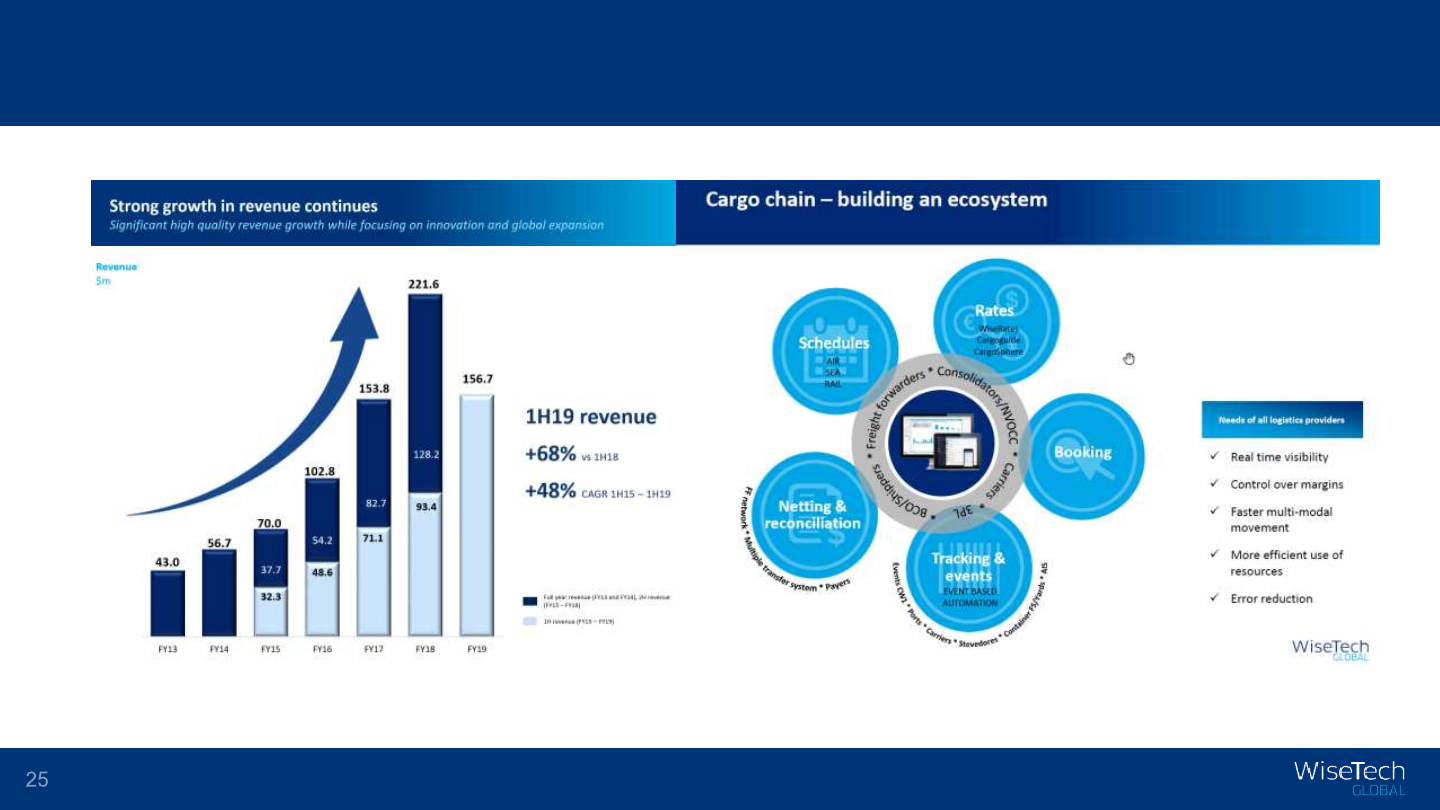 Strong growth in revenue continues
Significant high quality revenue growth while focusing on innovation and global expansion
Revenue
$m
221.6
153.8
156.7
102.8
128.2
70.0
82.7
93.4
56.7
54.2
71.1
43.0
37.7
48.6
32.3
FY13 FY14 FY15 FY16 FY17 FY18 FY19
1H19 revenue
+68% vs 1H18
+48% CAGR 1H15 – 1H19
Full year revenue (FY13 and FY14), 2H revenue
(FY15 – FY18)
1H revenue (FY15 – FY19)
Cargo chain – building an ecosystem
Rates
WiseRates
Cargoguide
CargoSphere
Schedules
AIR
SEA
RAIL
* Freight forwarders * Consolidators/NVOCC * Carriers * 3PL * BCO/Shippers
Booking
Netting &
reconciliation
FF network * Multiple transfer system * Payers
Tracking &
events
EVENT BASED
AUTOMATION
Events CW1 * Ports * Carriers * Stevedores * Container FS/Yards * AIS
Needs of all logistics providers
✓ Real time visibility
✓ Control over margins
✓ Faster multi-modal
movement
✓ More efficient use of
resources
✓ Error reduction
WiseTech
GLOBAL
25
WiseTech
GLOBAL